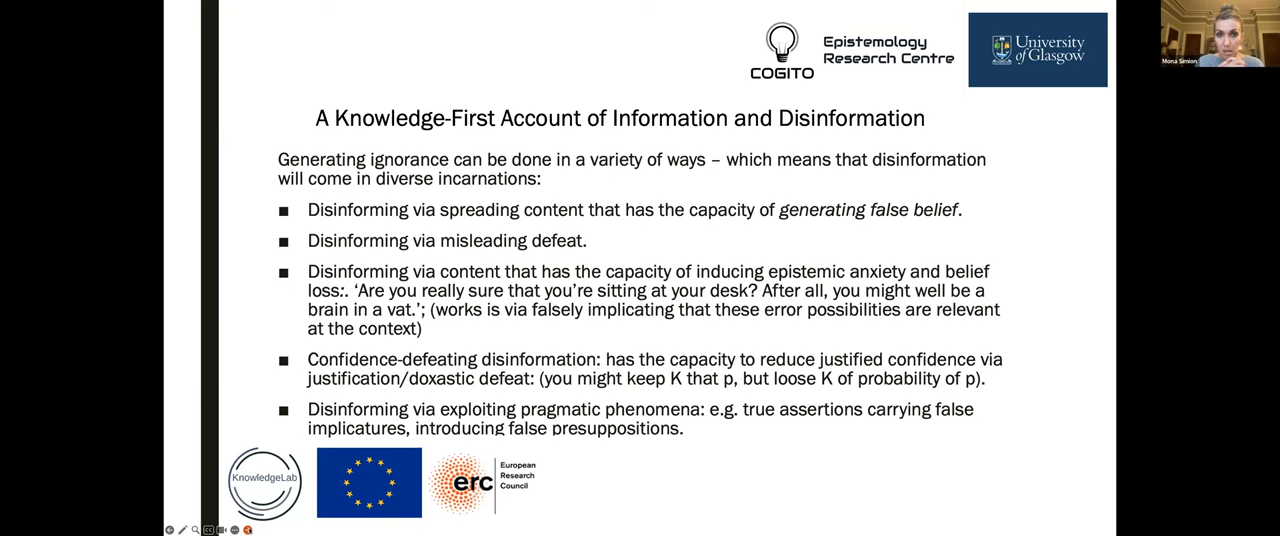 COGITO
Epistemology
Research Centre
University
of Glasgow
Mona Simion
A Knowledge-First Account of Information and Disinformation
Generating ignorance can be done in a variety of ways – which means that disinformation
will come in diverse incarnations:
■ Disinforming via spreading content that has the capacity of generating false belief.
■ Disinforming via misleading defeat.
■ Disinforming via content that has the capacity of inducing epistemic anxiety and belief
loss:. ‘Are you really sure that you’re sitting at your desk? After all, you might well be a
brain in a vat.’; (works is via falsely implicating that these error possibilities are relevant
at the context)
■ Confidence-defeating disinformation: has the capacity to reduce justified confidence via
justification/doxastic defeat: (you might keep K that p, but loose K of probability of p).
■ Disinforming via exploiting pragmatic phenomena: e.g. true assertions carrying false
implicatures, introducing false presuppositions.
KnowledgeLab
erc
European
Research
Council